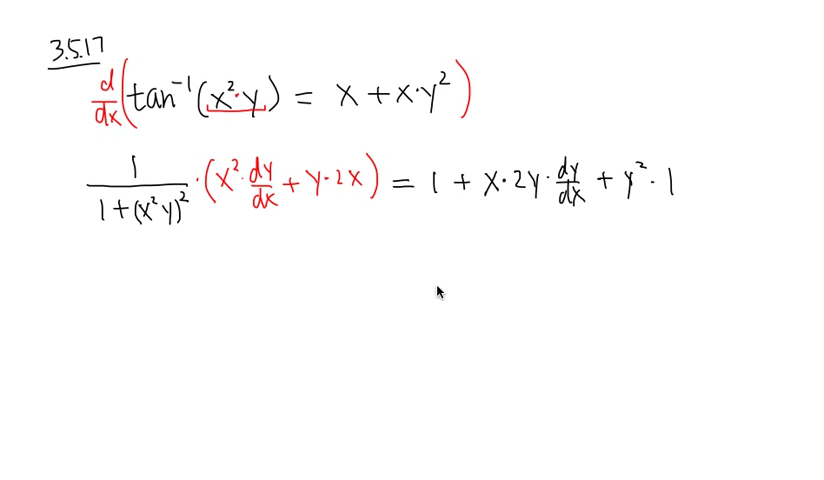 3.5.17
d/dx (tan⁻¹(x²·y) = x + x·y²)
1/(1+(x²y)²) · (x²·dy/dx + y·2x) = 1 + x·2y·dy/dx + y²·1